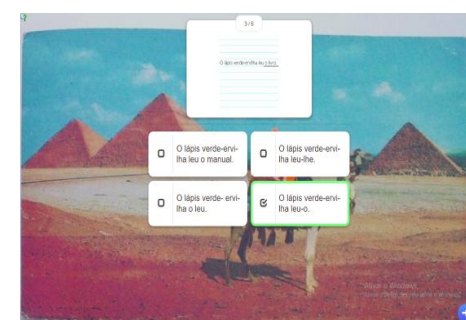 3/6
O lápis verde-ervilha leu o livro.
O lápis verde-ervi-
lha leu o manual.
O lápis verde-ervi-
lha leu-lhe.
O lápis verde- ervi-
lha o leu.
O lápis verde-ervi-
lha leu-o.